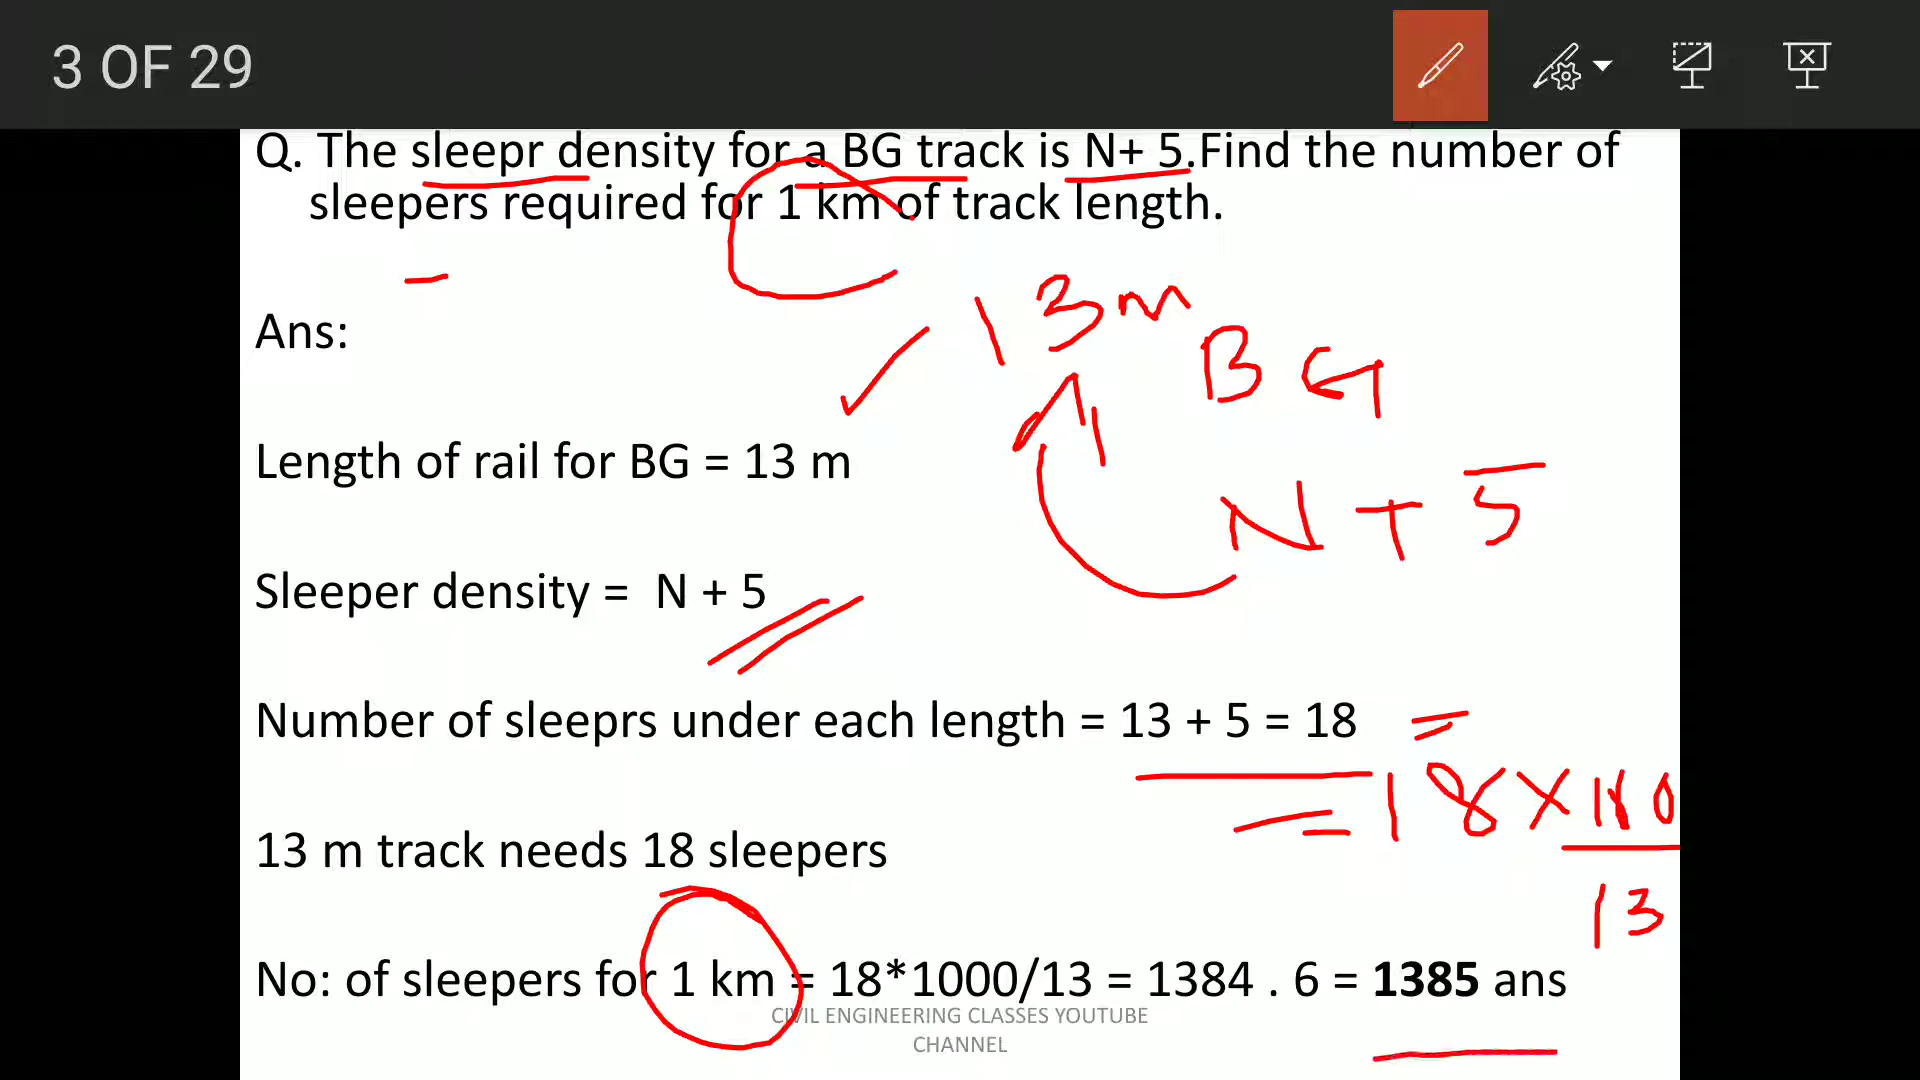 3 OF 29
Q. The sleepr density for a BG track is N+ 5.Find the number of
sleepers required for 1 km of track length.
Ans:
13m
BG
Length of rail for BG = 13 m
N + 5
Sleeper density =  N + 5
Number of sleeprs under each length = 13 + 5 = 18
= 18 X
13 m track needs 18 sleepers
13
No: of sleepers for 1 km = 18*1000/13 = 1384 . 6 = 1385 ans
CIVIL ENGINEERING CLASSES YOUTUBE
CHANNEL